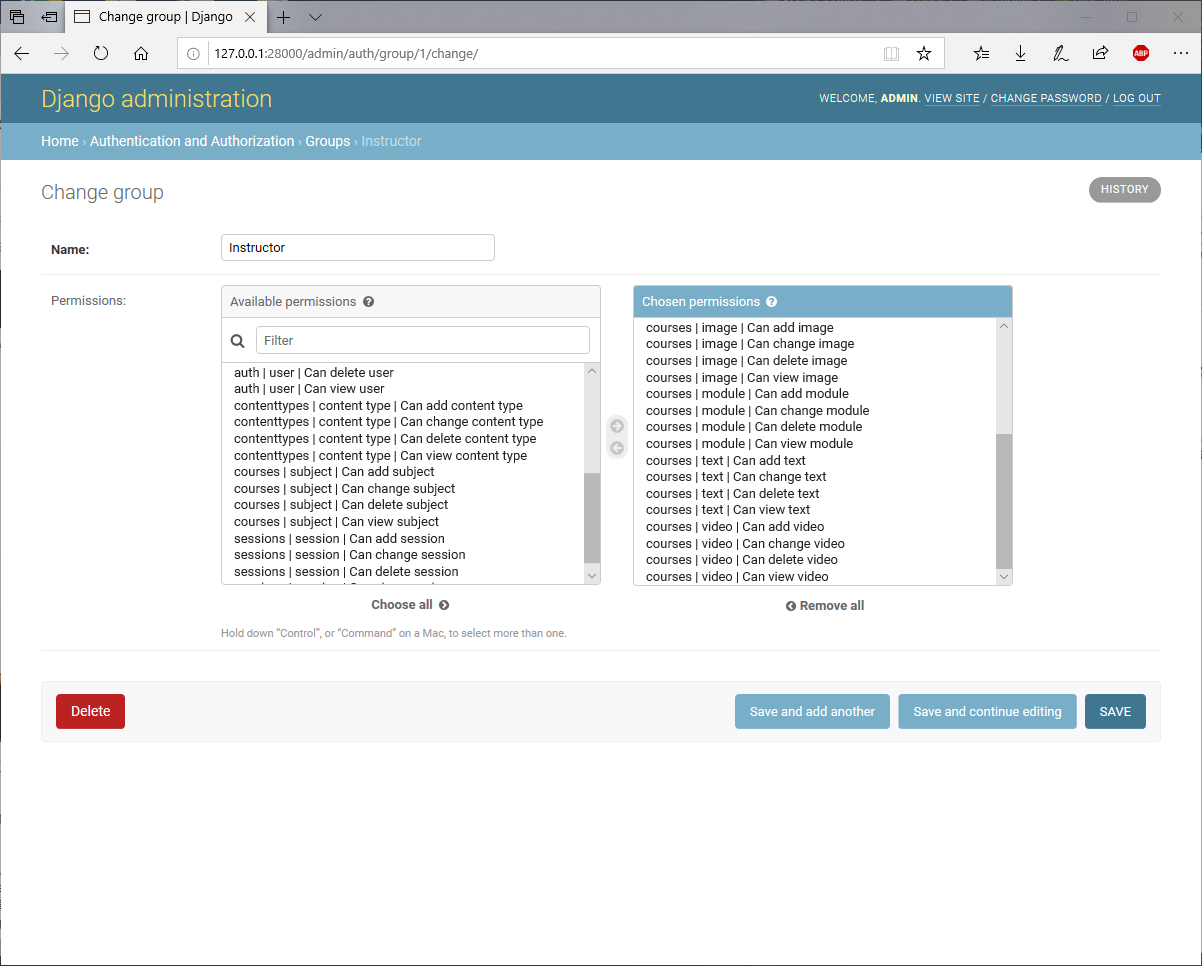 Change group | Django
127.0.0.1:28000/admin/auth/group/1/change/
ABP
Django administration
WELCOME, ADMIN. VIEW SITE / CHANGE PASSWORD / LOG OUT
Home › Authentication and Authorization › Groups › Instructor
Change group
HISTORY
Name:
Instructor
Permissions:
Available permissions ?
Filter
auth | user | Can delete user
auth | user | Can view user
contenttypes | content type | Can add content type
contenttypes | content type | Can change content type
contenttypes | content type | Can delete content type
contenttypes | content type | Can view content type
courses | subject | Can add subject
courses | subject | Can change subject
courses | subject | Can delete subject
courses | subject | Can view subject
sessions | session | Can add session
sessions | session | Can change session
sessions | session | Can delete session
Choose all
Chosen permissions ?
courses | image | Can add image
courses | image | Can change image
courses | image | Can delete image
courses | image | Can view image
courses | module | Can add module
courses | module | Can change module
courses | module | Can delete module
courses | module | Can view module
courses | text | Can add text
courses | text | Can change text
courses | text | Can delete text
courses | text | Can view text
courses | video | Can add video
courses | video | Can change video
courses | video | Can delete video
courses | video | Can view video
Remove all
Hold down “Control”, or “Command” on a Mac, to select more than one.
Delete
Save and add another
Save and continue editing
SAVE